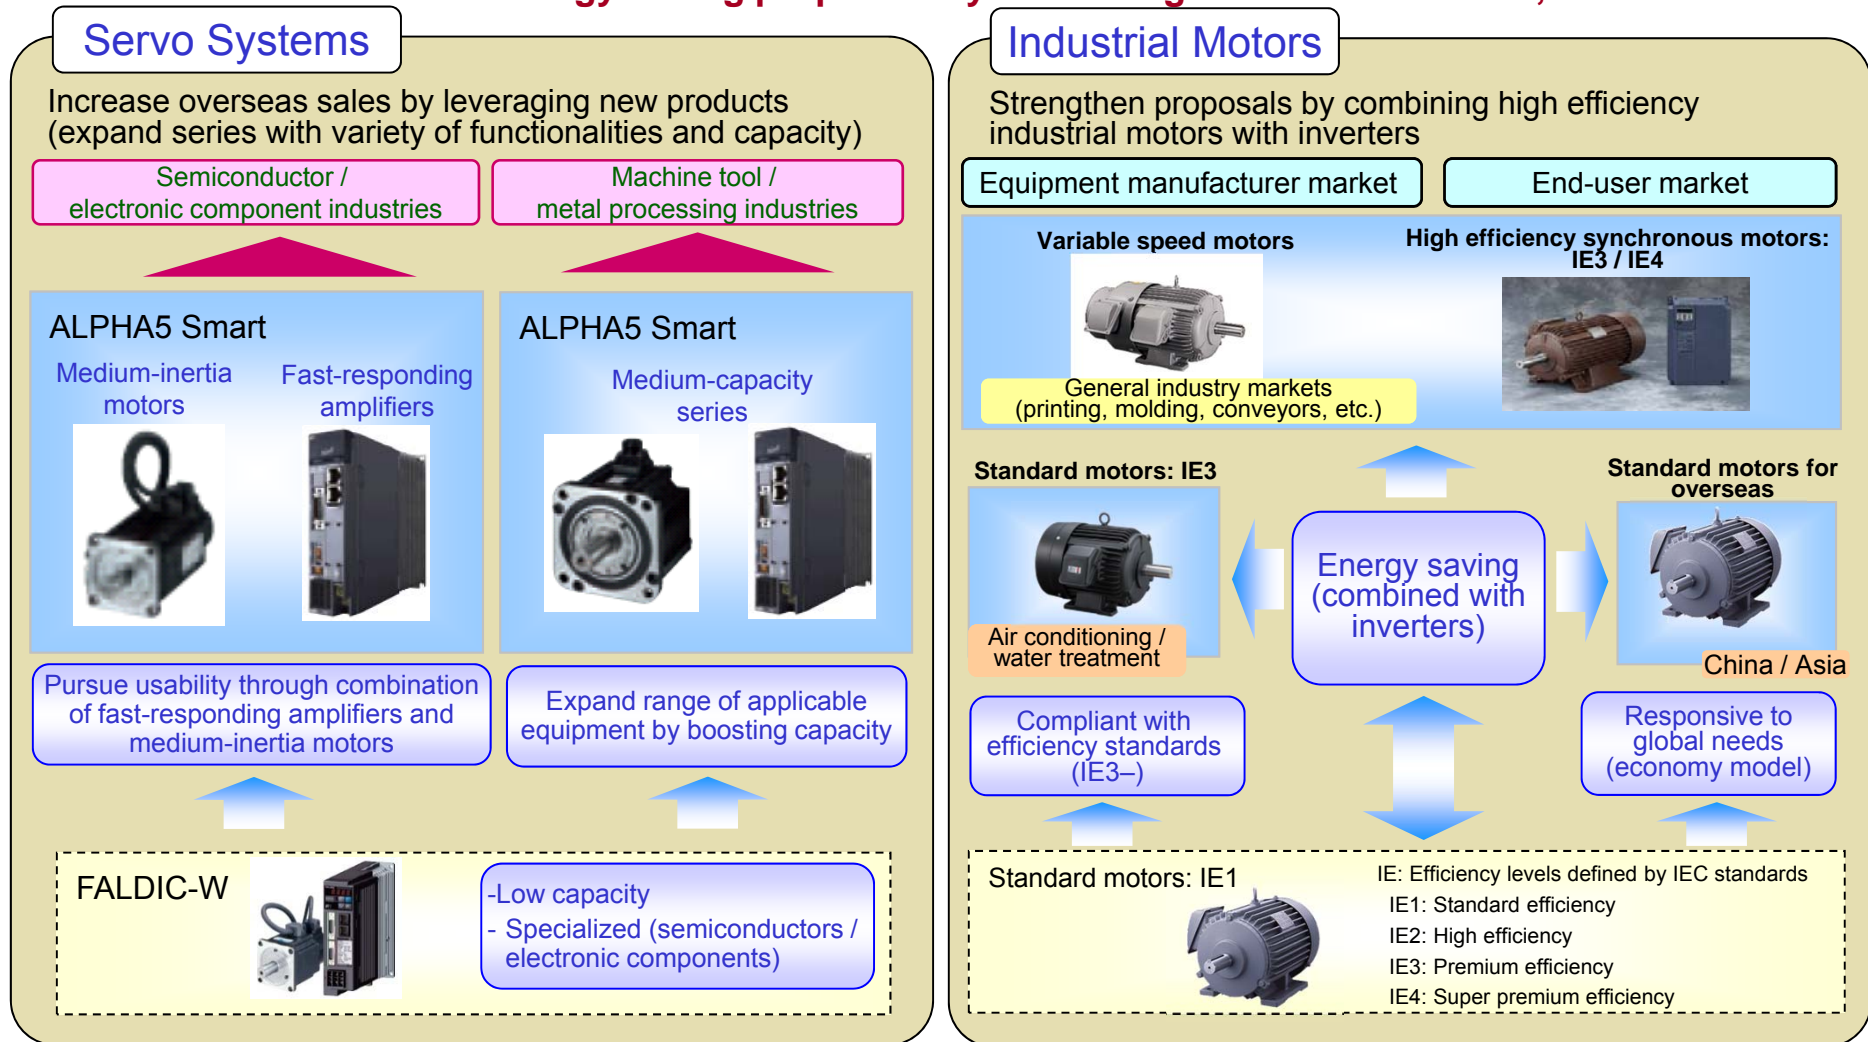 Servo Systems
Increase overseas sales by leveraging new products
(expand series with variety of functionalities and capacity)
Semiconductor /
electronic component industries
Machine tool /
metal processing industries
ALPHA5 Smart
Medium-inertia
motors
Fast-responding
amplifiers
ALPHA5 Smart
Medium-capacity
series
Pursue usability through combination
of fast-responding amplifiers and
medium-inertia motors
Expand range of applicable
equipment by boosting capacity
FALDIC-W
-Low capacity
- Specialized (semiconductors /
electronic components)
Industrial Motors
Strengthen proposals by combining high efficiency
industrial motors with inverters
Equipment manufacturer market
End-user market
Variable speed motors
High efficiency synchronous motors:
IE3 / IE4
General industry markets
(printing, molding, conveyors, etc.)
Standard motors: IE3
Air conditioning /
water treatment
Energy saving
(combined with
inverters)
Standard motors for
overseas
China / Asia
Compliant with
efficiency standards
(IE3–)
Responsive to
global needs
(economy model)
Standard motors: IE1
IE: Efficiency levels defined by IEC standards
IE1: Standard efficiency
IE2: High efficiency
IE3: Premium efficiency
IE4: Super premium efficiency